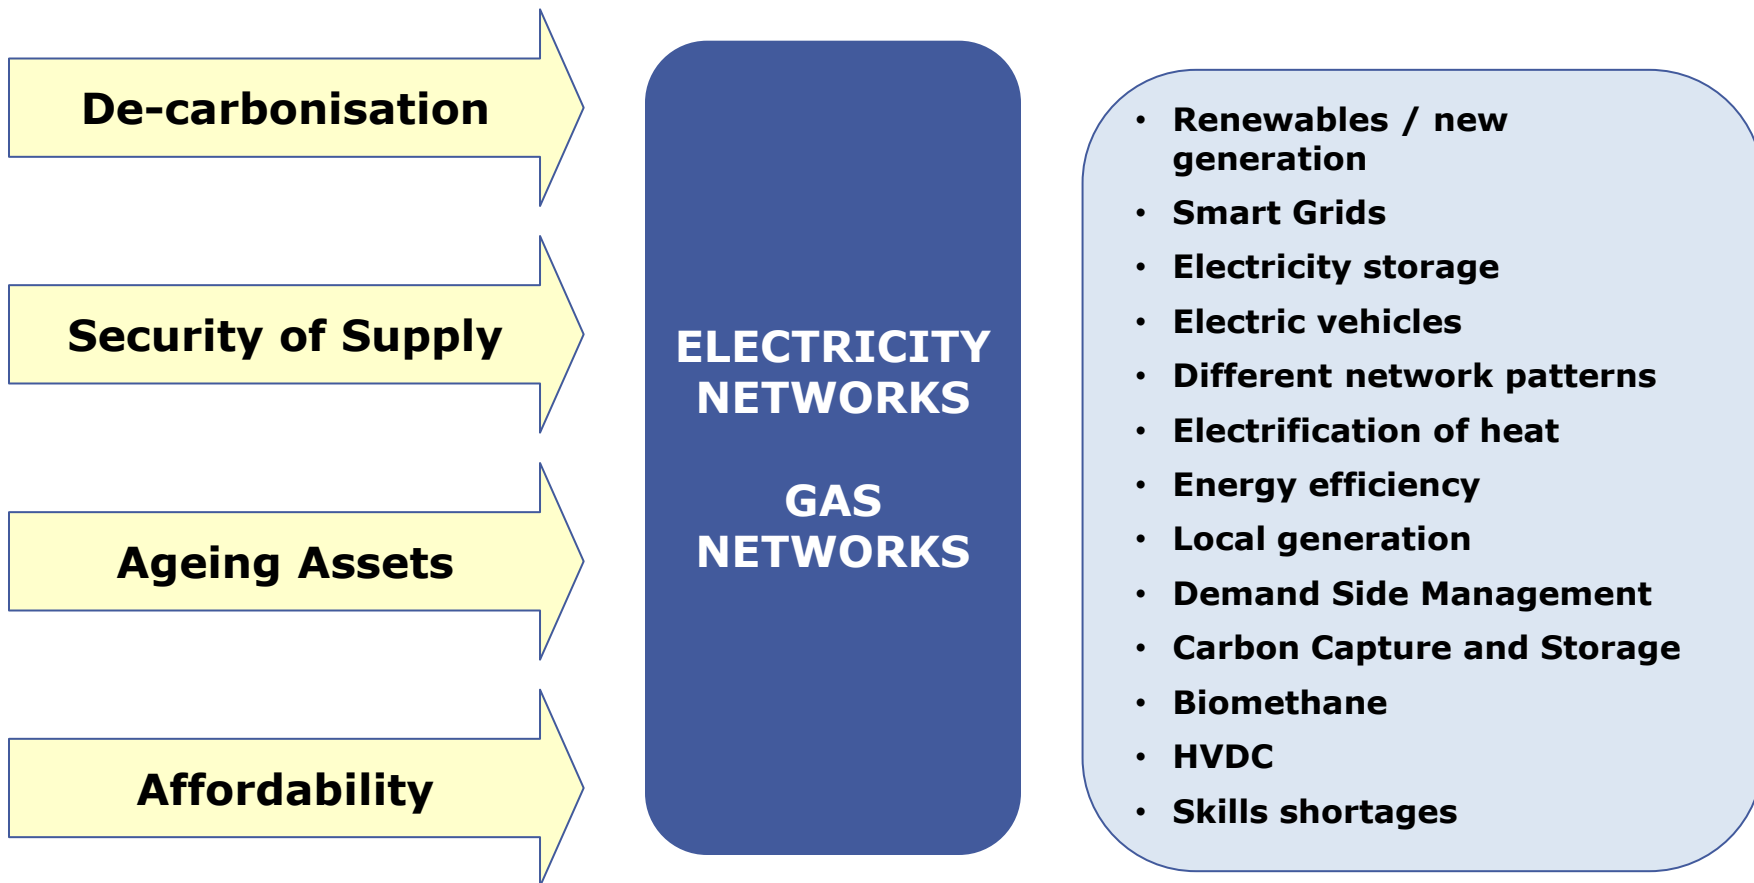 De-carbonisation
Security of Supply
Ageing Assets
Affordability
ELECTRICITY
NETWORKS
GAS
NETWORKS
• Renewables / new
generation
• Smart Grids
• Electricity storage
• Electric vehicles
• Different network patterns
• Electrification of heat
• Energy efficiency
• Local generation
• Demand Side Management
• Carbon Capture and Storage
• Biomethane
• HVDC
• Skills shortages